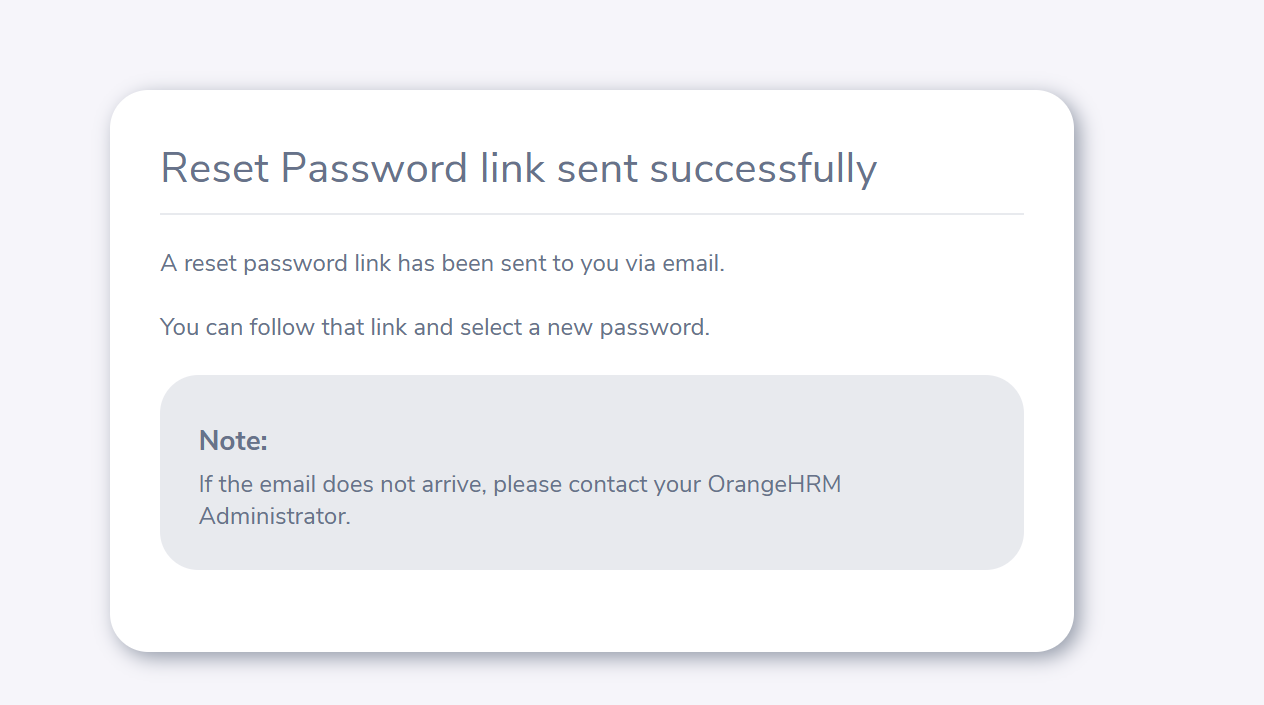 Reset Password link sent successfully
A reset password link has been sent to you via email.
You can follow that link and select a new password.
Note:
If the email does not arrive, please contact your OrangeHRM
Administrator.